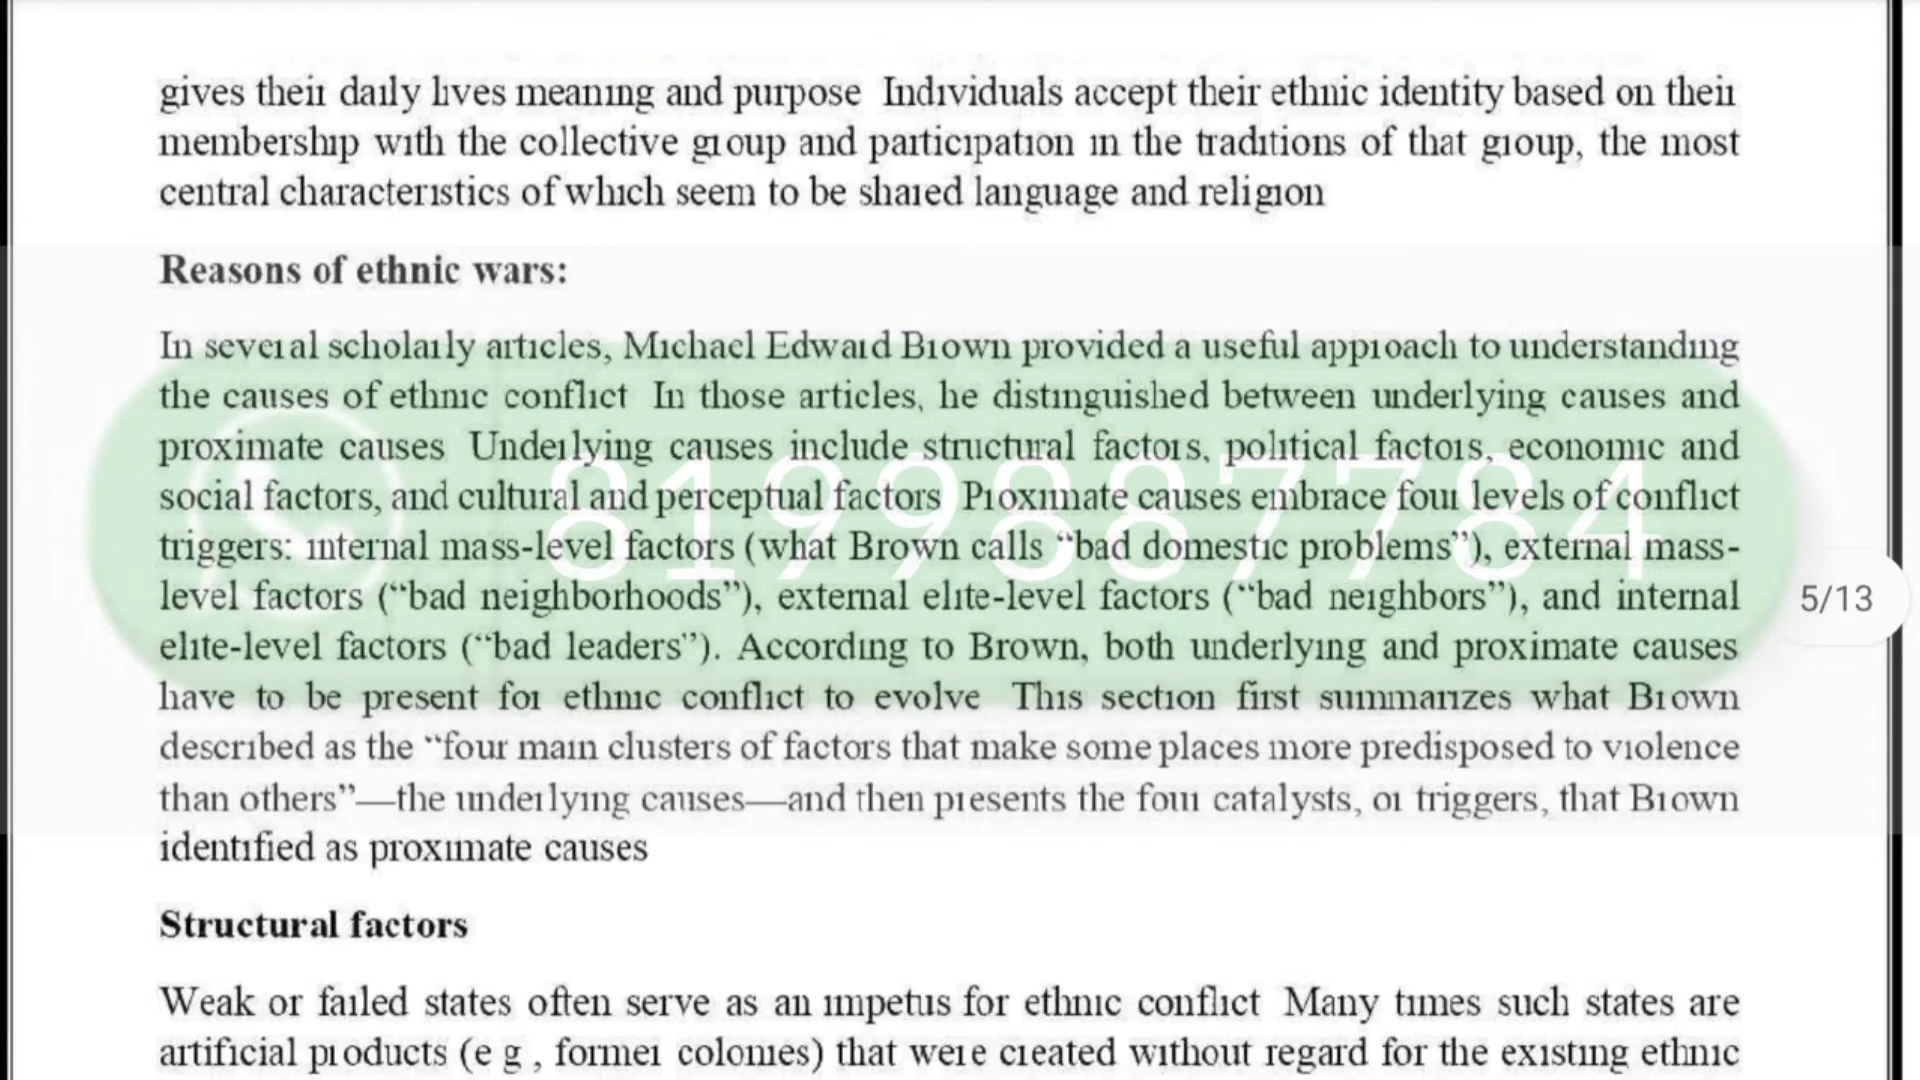 gives their daily lives meaning and purpose Individuals accept their ethnic identity based on their
membership with the collective group and participation in the traditions of that group, the most
central characteristics of which seem to be shared language and religion
Reasons of ethnic wars:
In several scholarly articles, Michael Edward Brown provided a useful approach to understanding
the causes of ethnic conflict In those articles, he distinguished between underlying causes and
proximate causes Underlying causes include structural factors, political factors, economic and
social factors, and cultural and perceptual factors Proximate causes embrace four levels of conflict
triggers: internal mass-level factors (what Brown calls “bad domestic problems”), external mass-
level factors (“bad neighborhoods”), external elite-level factors (“bad neighbors”), and internal
elite-level factors (“bad leaders”). According to Brown, both underlying and proximate causes
have to be present for ethnic conflict to evolve This section first summarizes what Brown
described as the “four main clusters of factors that make some places more predisposed to violence
than others”—the underlying causes—and then presents the four catalysts, or triggers, that Brown
identified as proximate causes
8199887784
5/13
Structural factors
Weak or failed states often serve as an impetus for ethnic conflict Many times such states are
artificial products (e g , former colonies) that were created without regard for the existing ethnic